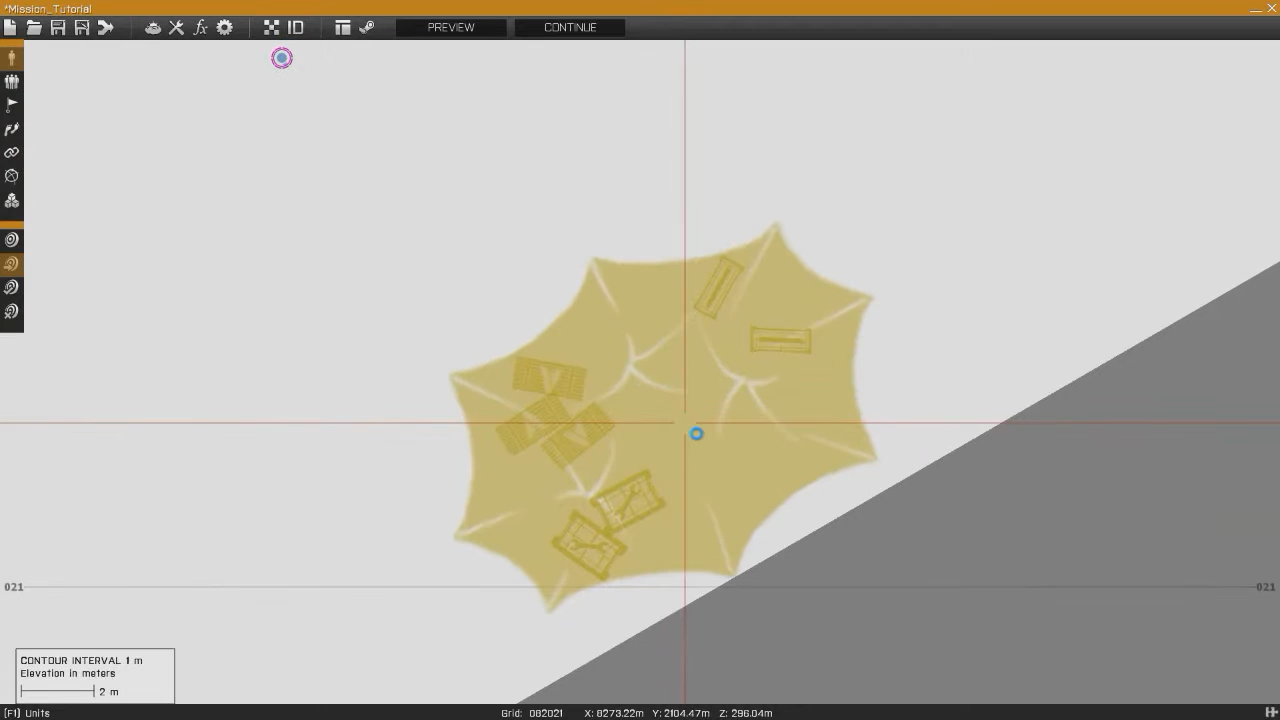 *Mission_Tutorial
ID
PREVIEW
CONTINUE
021
021
CONTOUR INTERVAL 1 m
Elevation in meters
2 m
[F1] Units
Grid: 082021
X: 8273.22m
Y: 2104.47m
Z: 296.04m